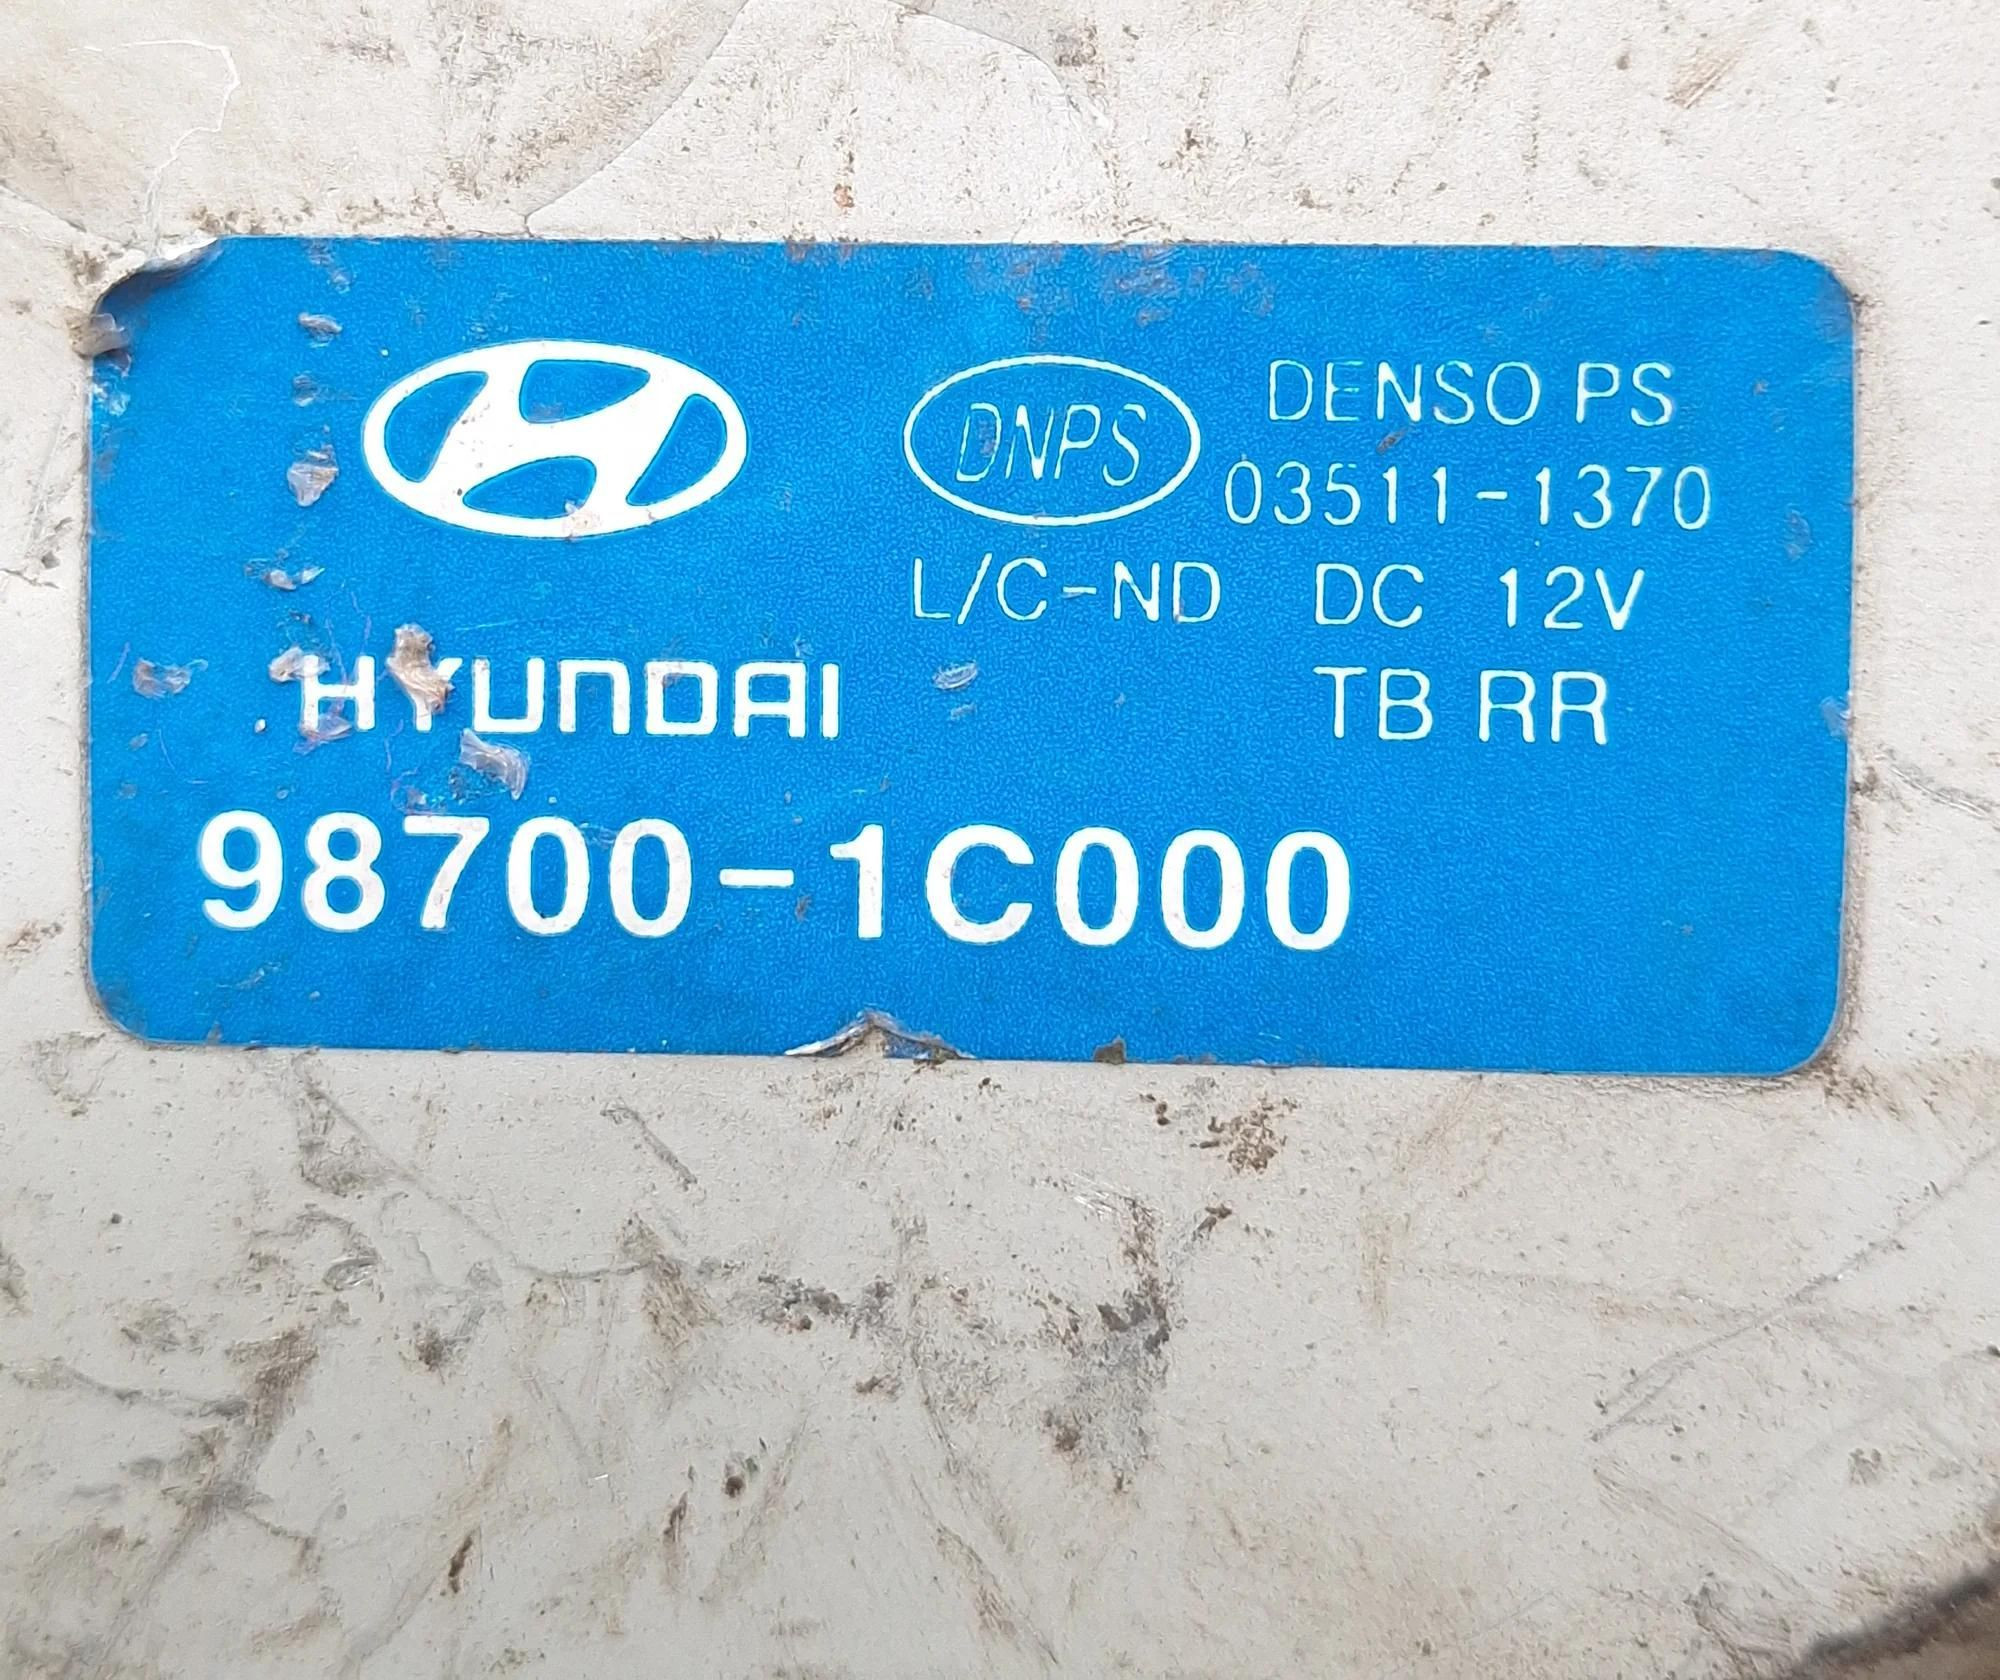 DNPS DENSO PS
03511-1370
L/C-ND DC 12V
HYUNDAI TB RR
98700-1C000